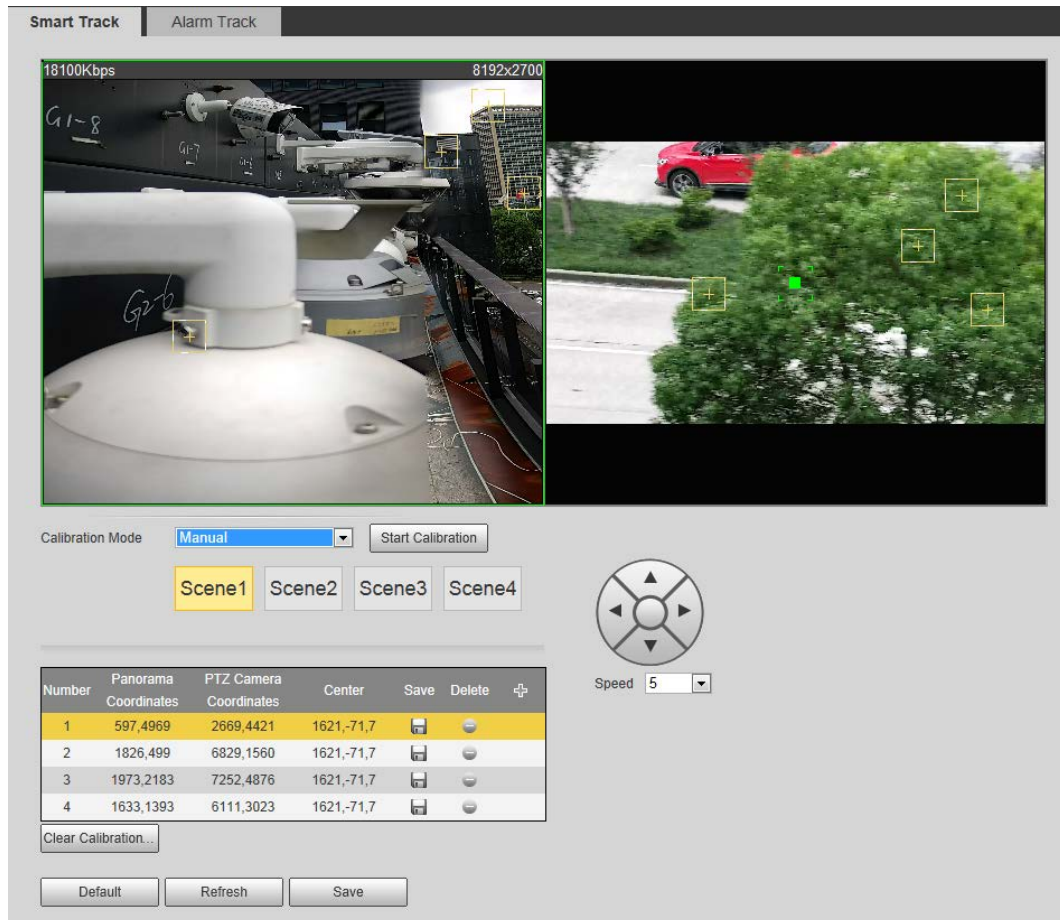 Smart Track
Alarm Track
18100Kbps
8192x2700
G1-8
G1-7
G2-6
Calibration Mode
Manual
Start Calibration
Scene1
Scene2
Scene3
Scene4
Speed
5
Number Panorama Coordinates PTZ Camera Coordinates Center Save Delete
1 597,4969 2669,4421 1621,-71,7
2 1826,499 6829,1560 1621,-71,7
3 1973,2183 7252,4876 1621,-71,7
4 1633,1393 6111,3023 1621,-71,7
Clear Calibration...
Default
Refresh
Save